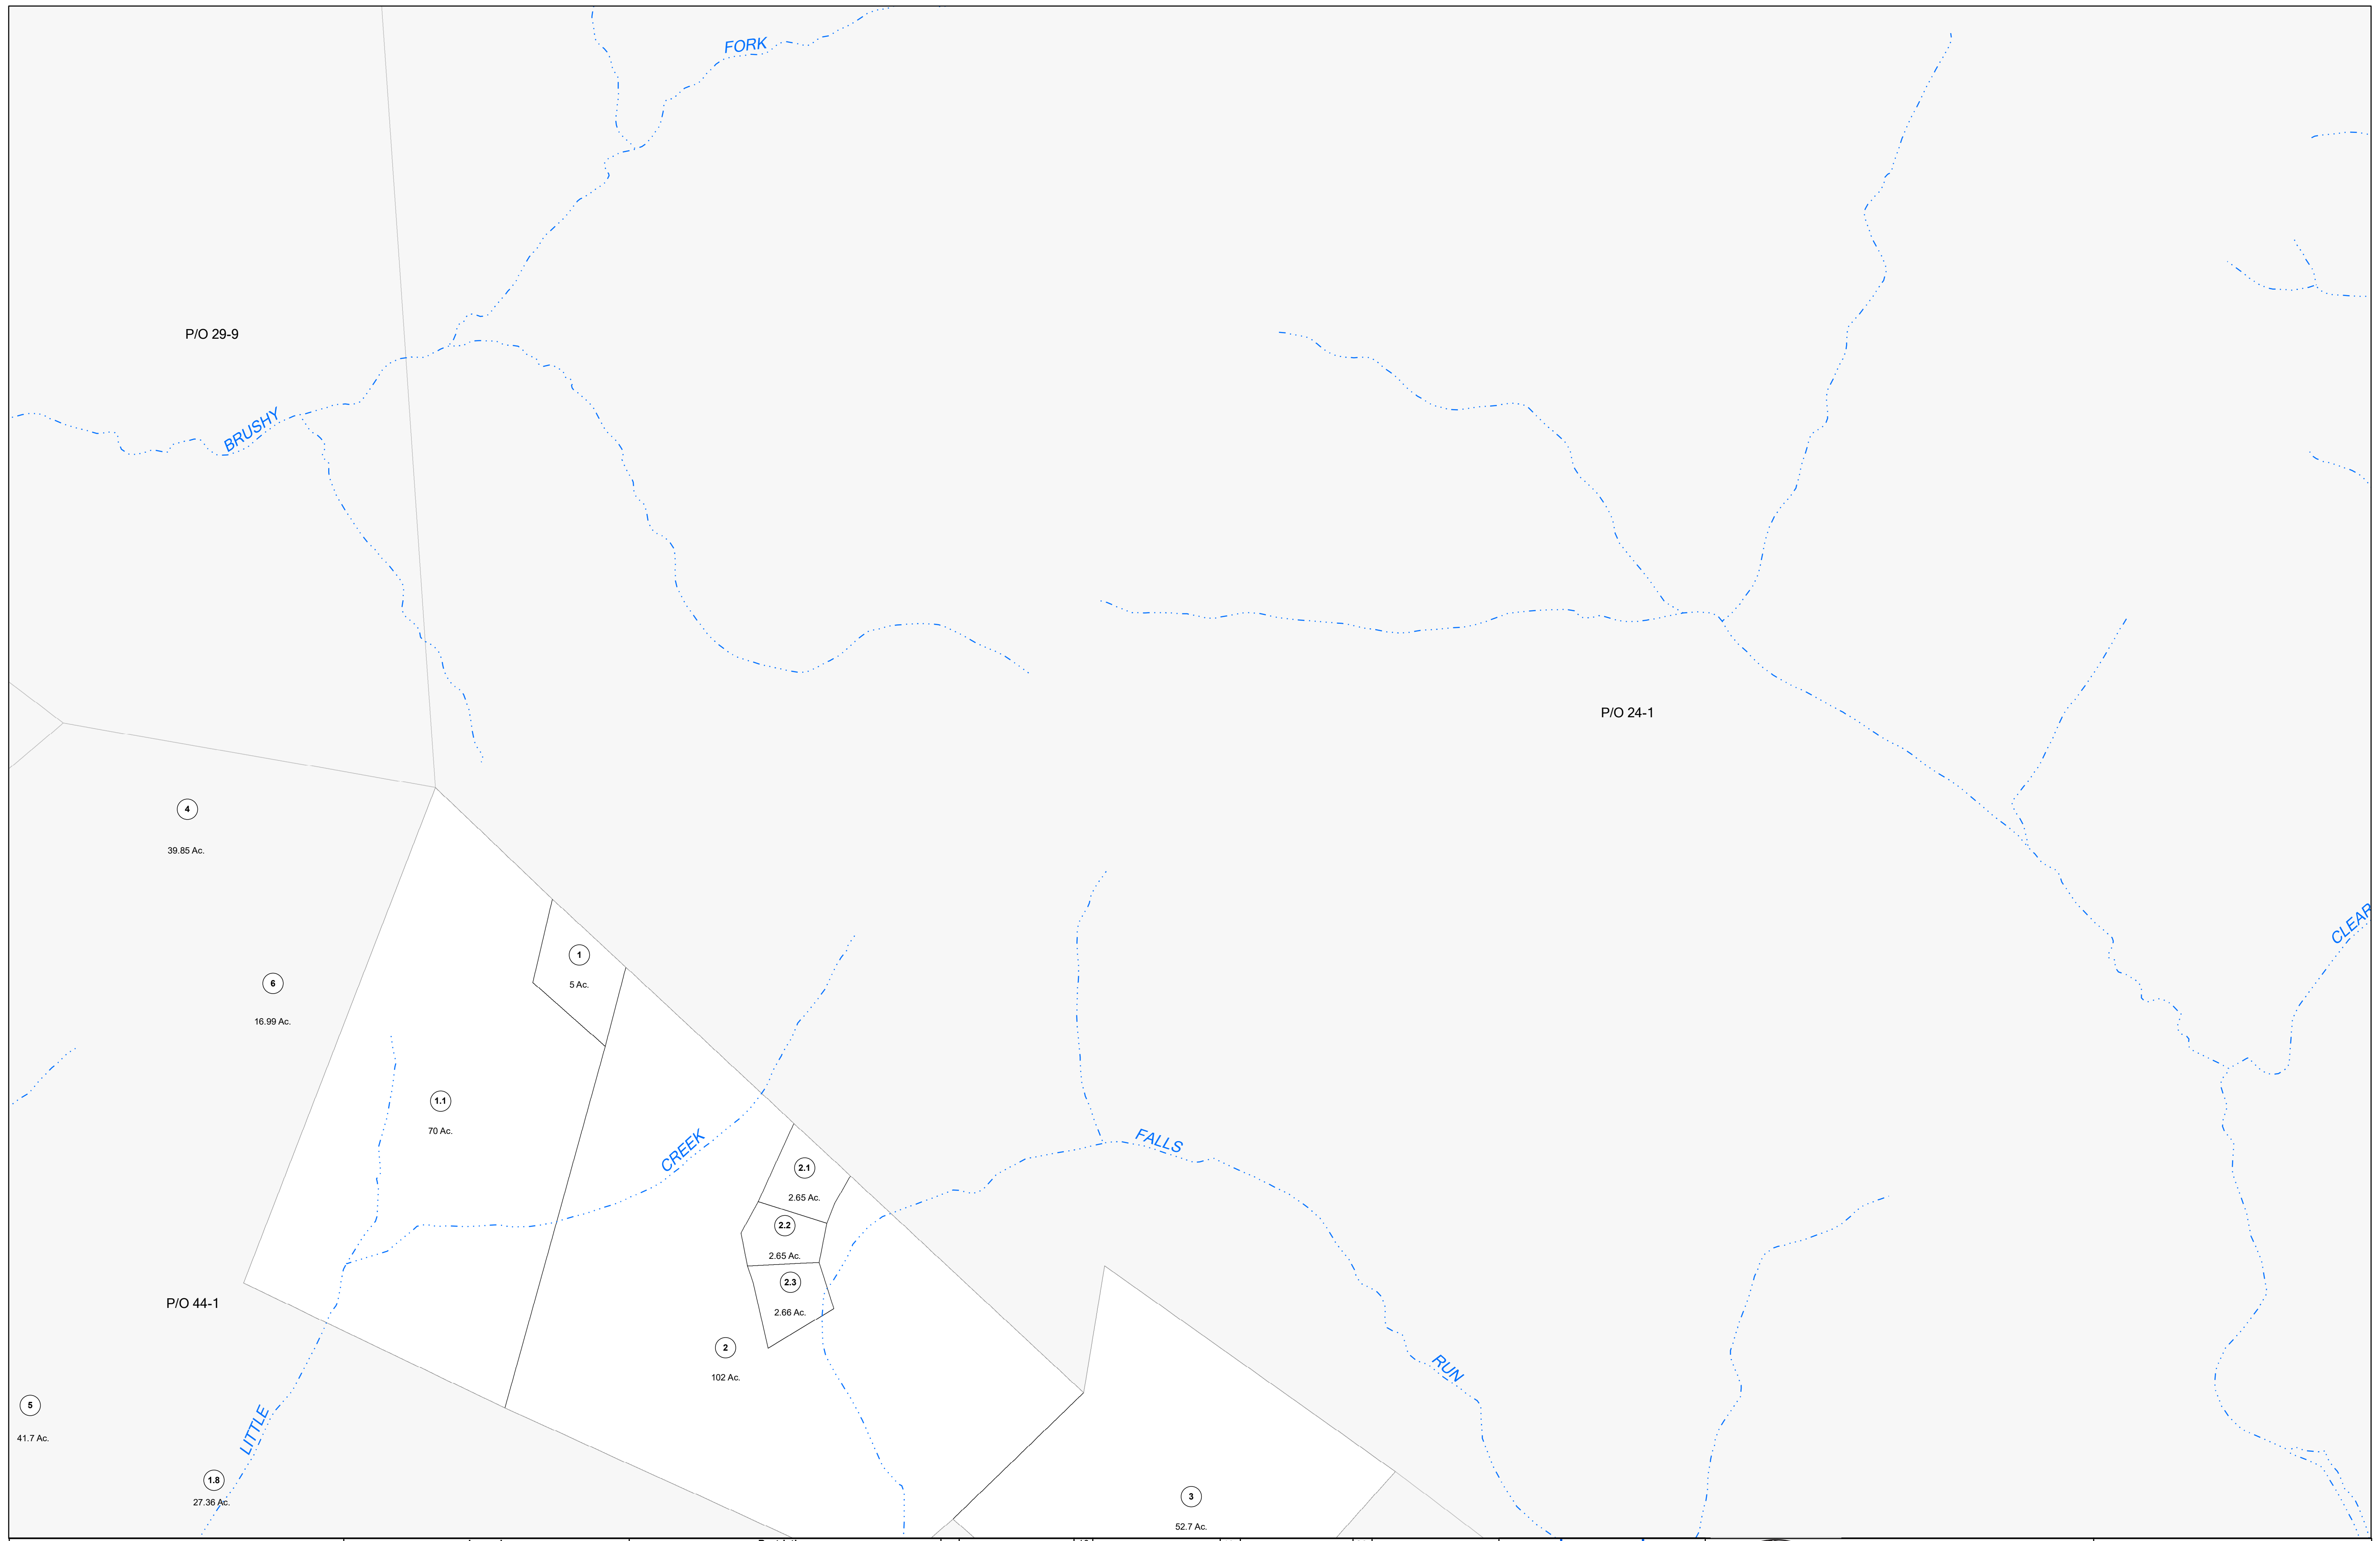 FORK
P/O 29-9
BRUSHY
P/O 24-1
4
39.85 Ac.
CLEAR
1
5 Ac.
6
16.99 Ac.
1.1
70 Ac.
CREEK
FALLS
2.1
2.65 Ac.
2.2
2.65 Ac.
2.3
2.66 Ac.
P/O 44-1
2
102 Ac.
RUN
5
41.7 Ac.
LITTLE
1.8
27.36 Ac.
3
52.7 Ac.